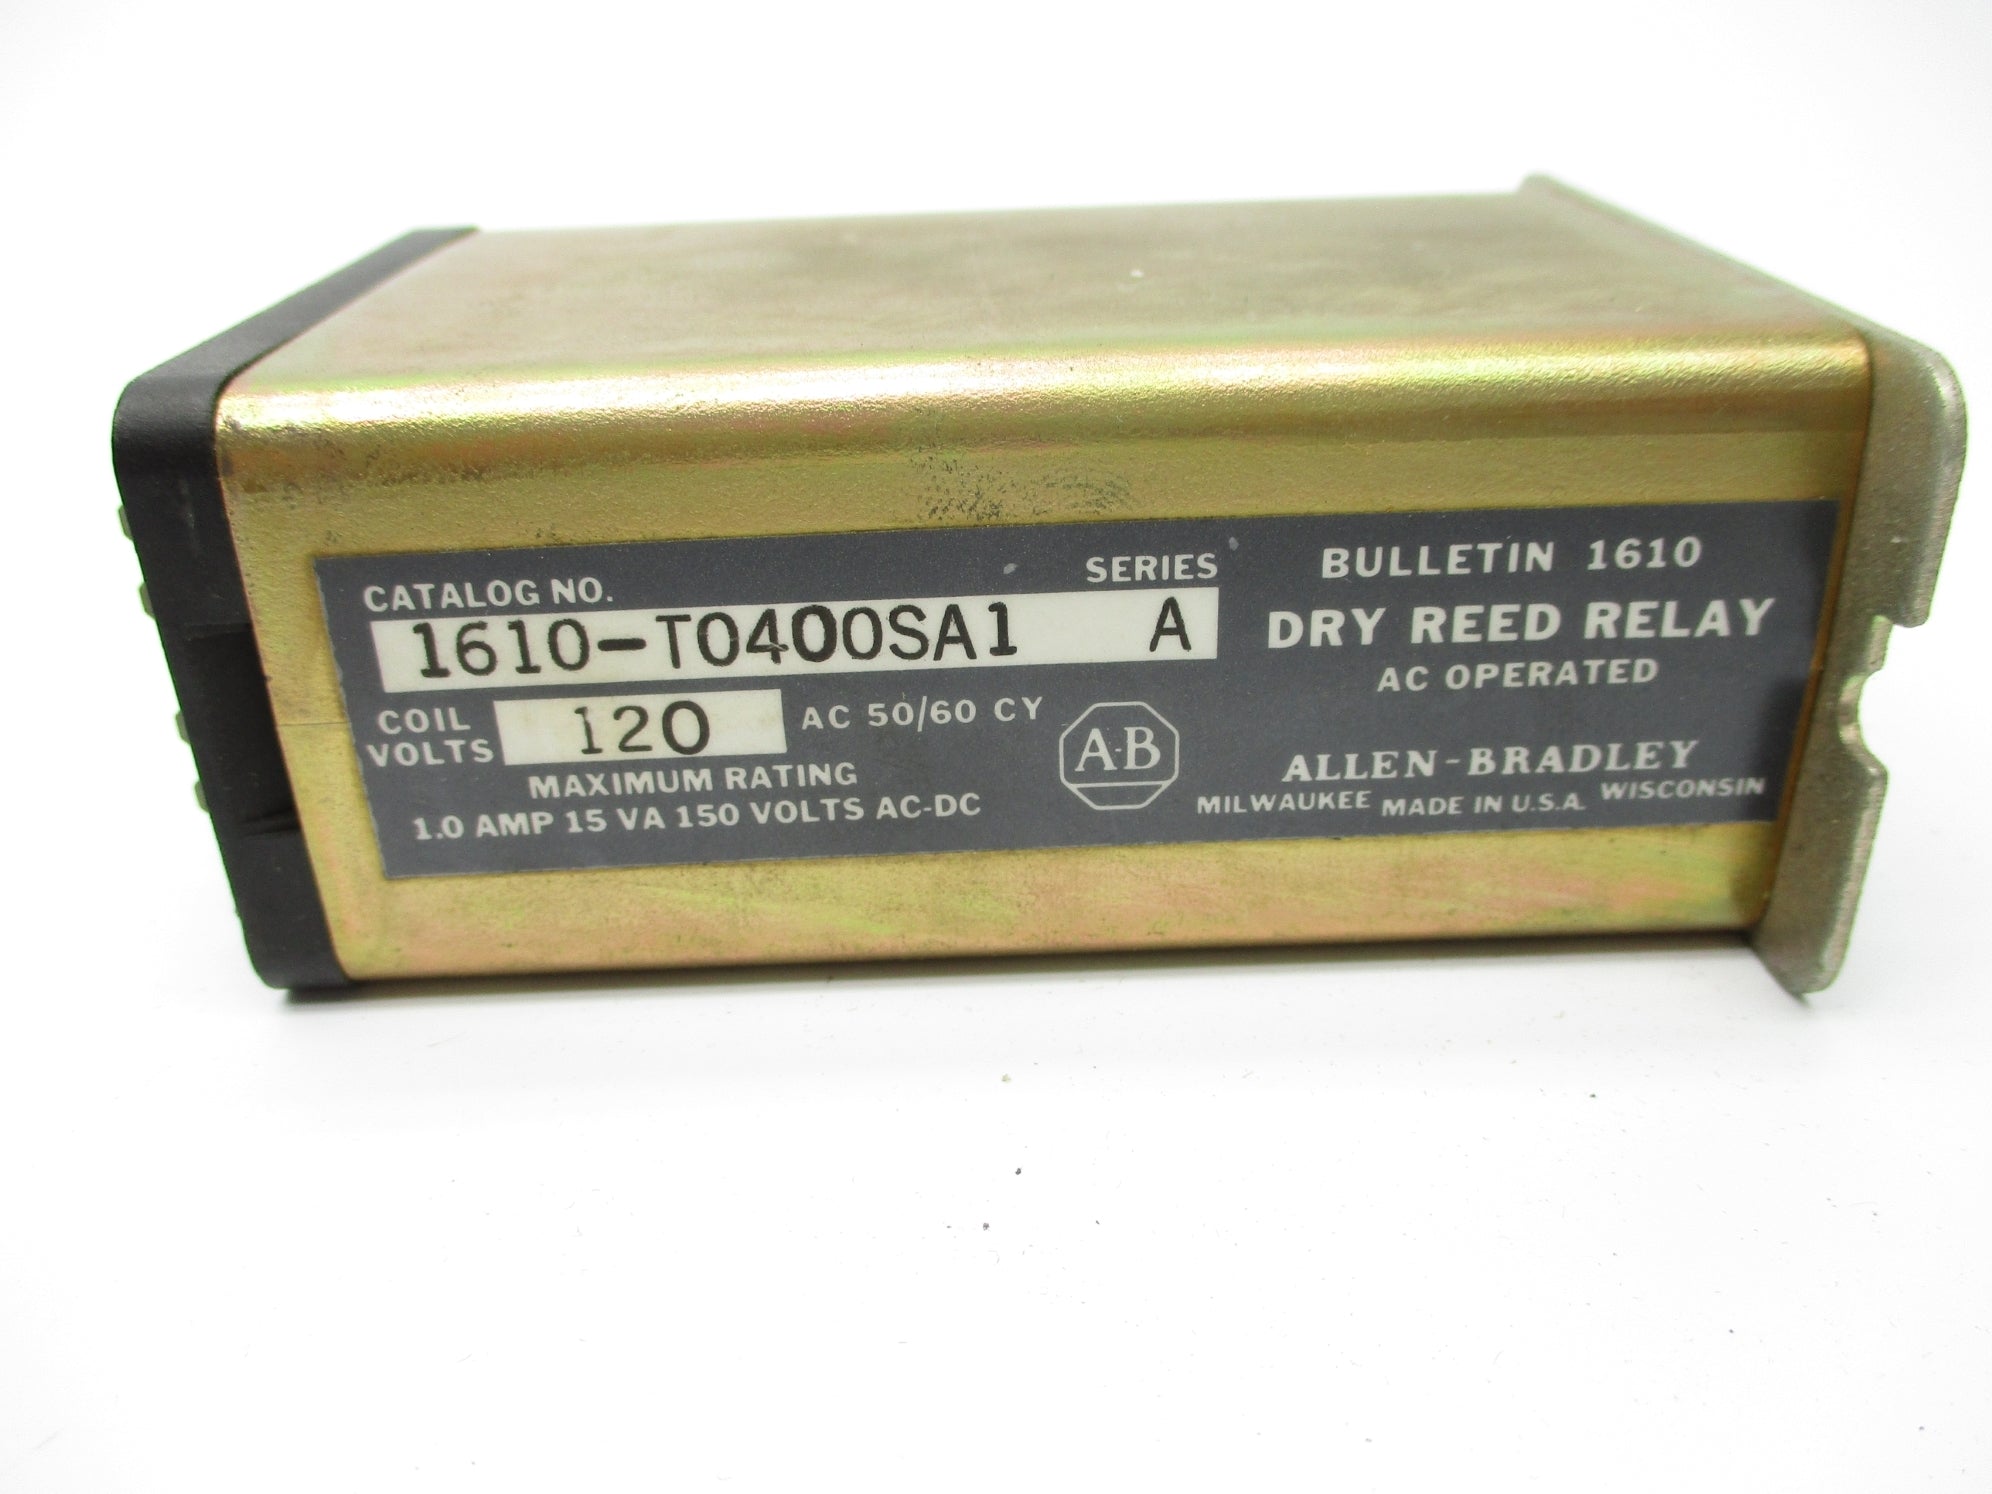 CATALOG NO. SERIES
1610-T0400SA1 A
COIL VOLTS 120 AC 50/60 CY
MAXIMUM RATING
1.0 AMP 15 VA 150 VOLTS AC-DC
A-B
BULLETIN 1610
DRY REED RELAY
AC OPERATED
ALLEN-BRADLEY
MILWAUKEE MADE IN U.S.A. WISCONSIN